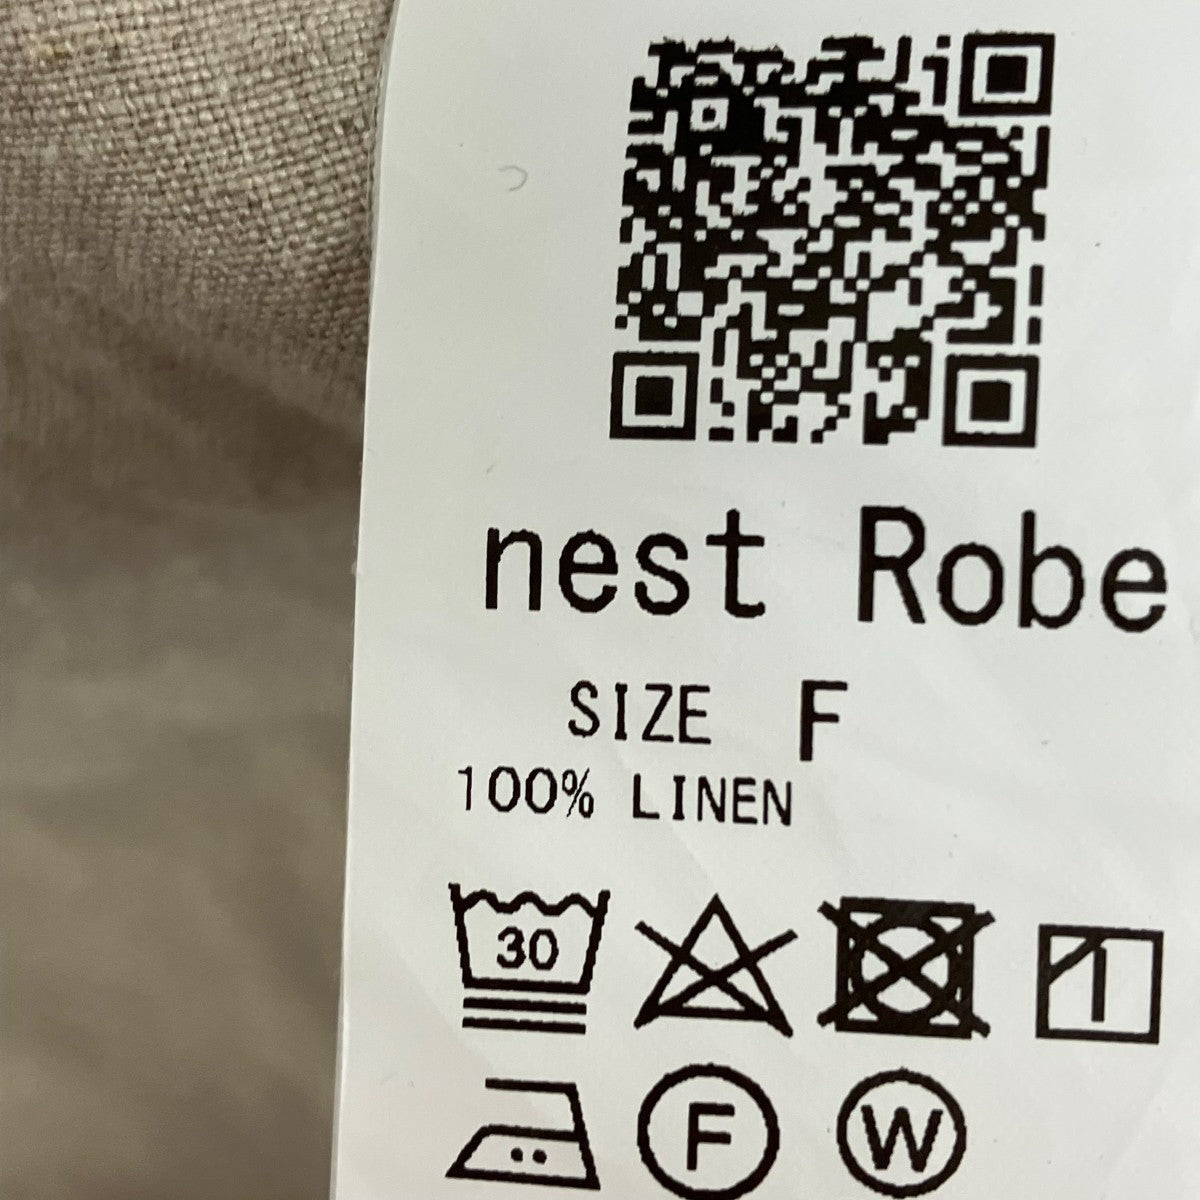 nest Robe
SIZE F
100% LINEN
30
F W